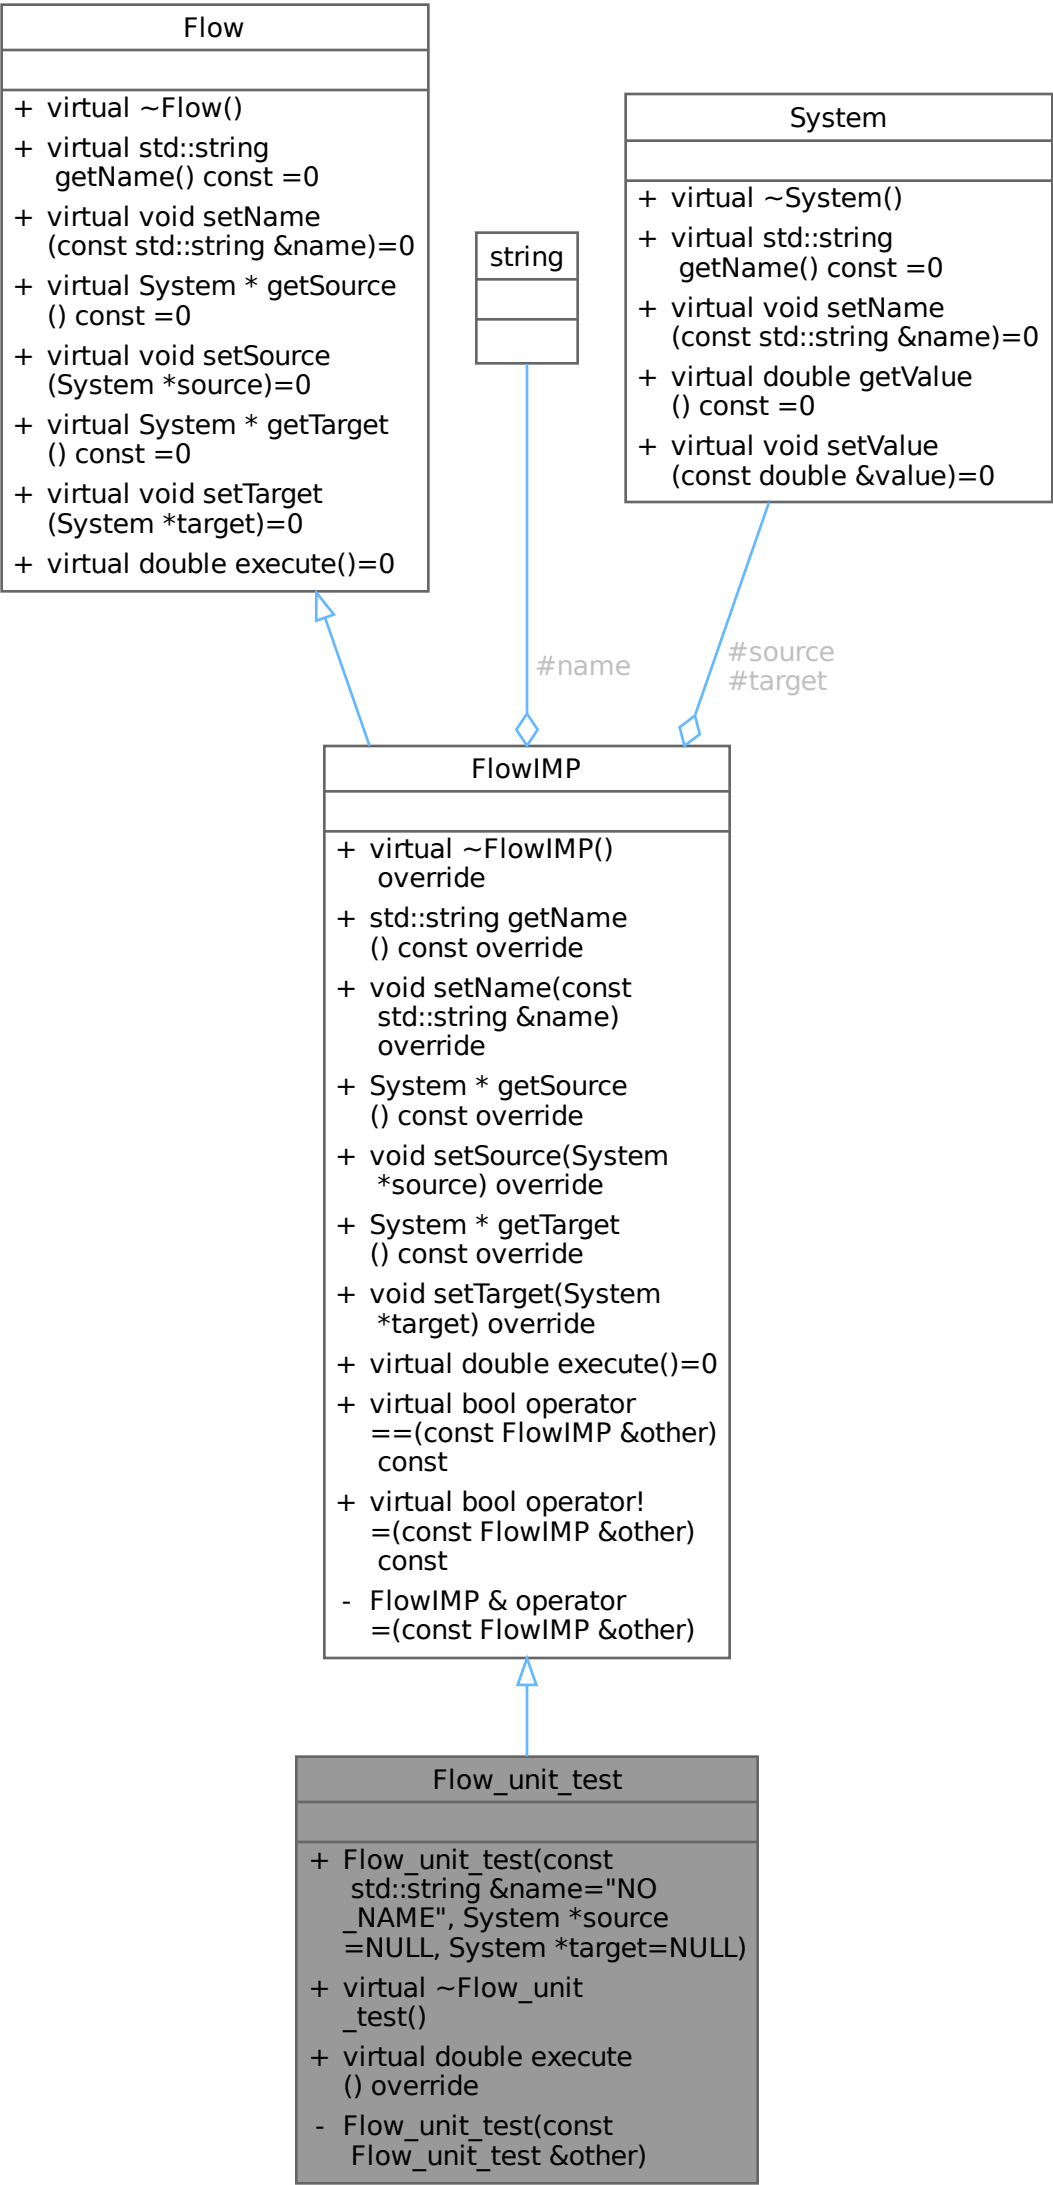 Flow
+ virtual ~Flow()
+ virtual std::string
getName() const =0
+ virtual void setName
(const std::string &name)=0
+ virtual System * getSource
() const =0
+ virtual void setSource
(System *source)=0
+ virtual System * getTarget
() const =0
+ virtual void setTarget
(System *target)=0
+ virtual double execute()=0
string
System
+ virtual ~System()
+ virtual std::string
getName() const =0
+ virtual void setName
(const std::string &name)=0
+ virtual double getValue
() const =0
+ virtual void setValue
(const double &value)=0
#name
#source
#target
FlowIMP
+ virtual ~FlowIMP()
override
+ std::string getName
() const override
+ void setName(const
std::string &name)
override
+ System * getSource
() const override
+ void setSource(System
*source) override
+ System * getTarget
() const override
+ void setTarget(System
*target) override
+ virtual double execute()=0
+ virtual bool operator
==(const FlowIMP &other)
const
+ virtual bool operator!
=(const FlowIMP &other)
const
- FlowIMP & operator
=(const FlowIMP &other)
Flow_unit_test
+ Flow_unit_test(const
std::string &name="NO
_NAME", System *source
=NULL, System *target=NULL)
+ virtual ~Flow_unit
_test()
+ virtual double execute
() override
- Flow_unit_test(const
Flow_unit_test &other)